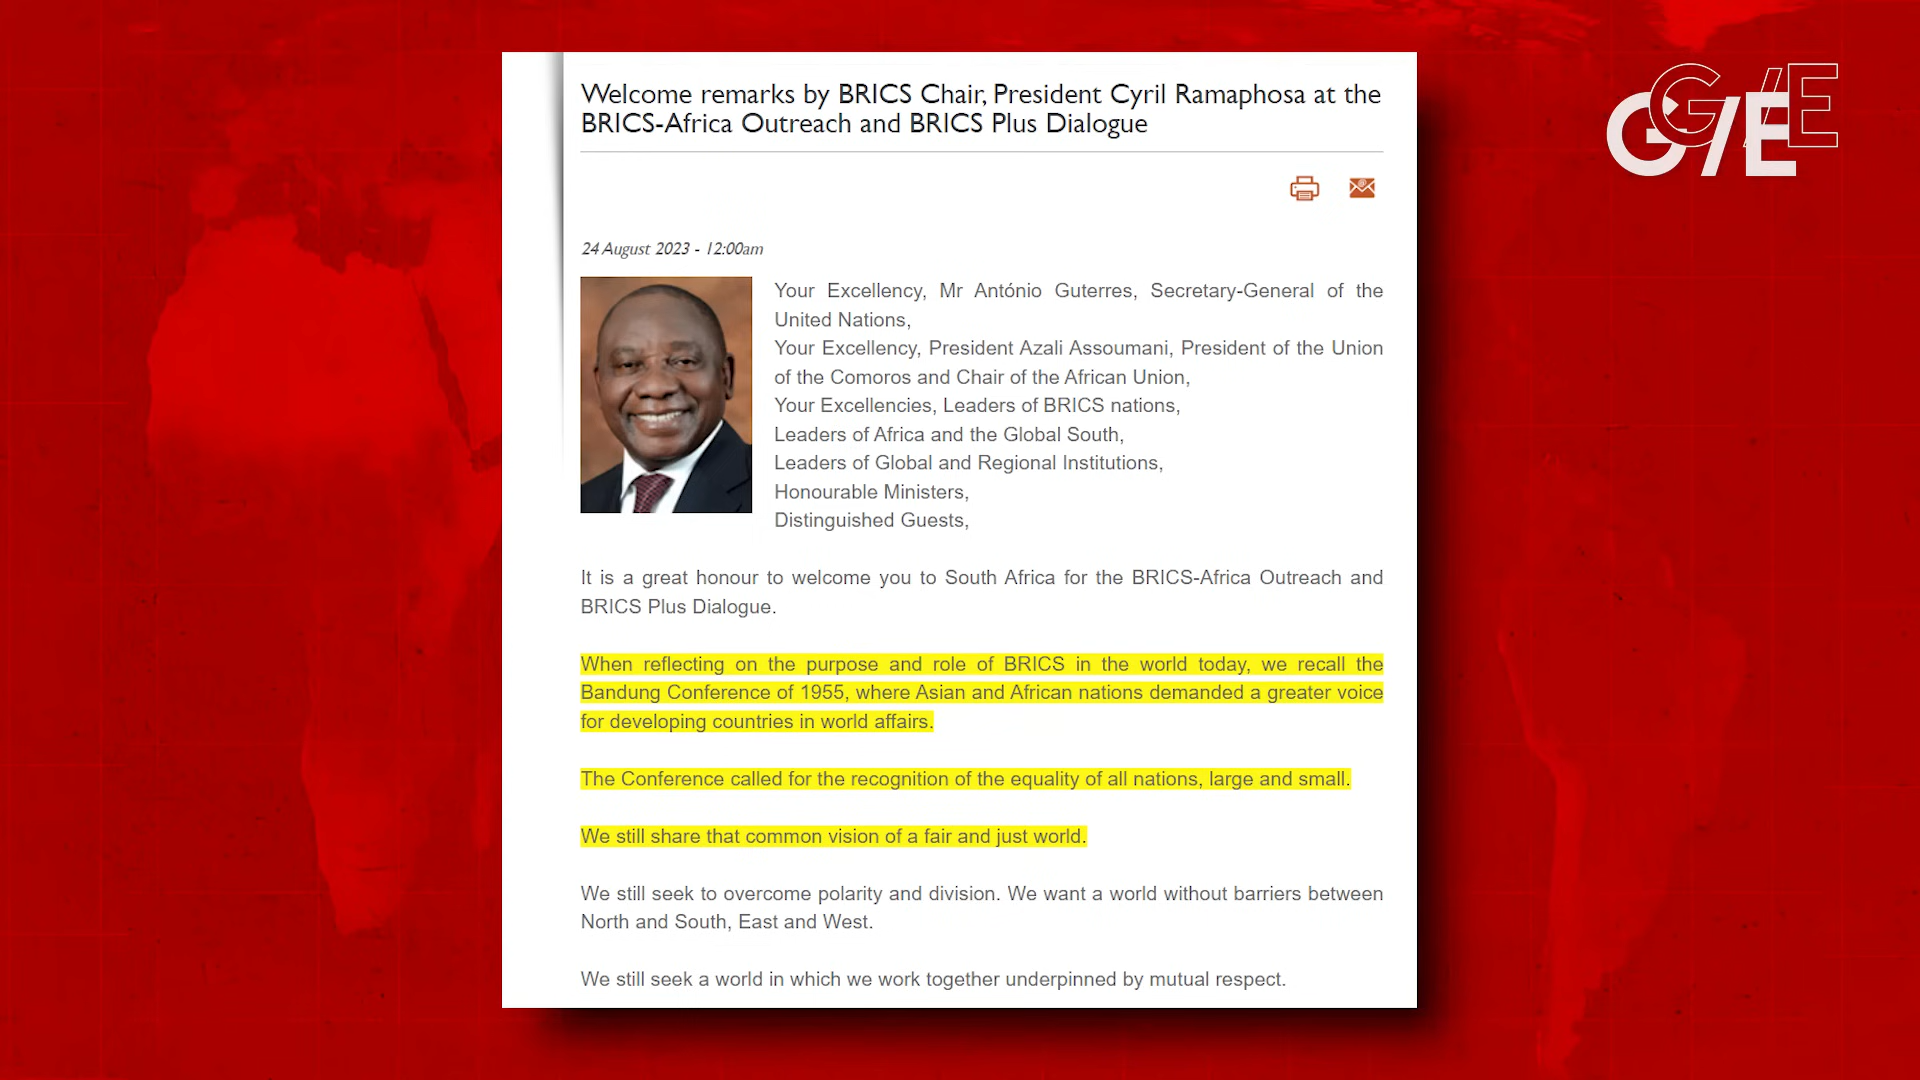 Welcome remarks by BRICS Chair, President Cyril Ramaphosa at the
BRICS-Africa Outreach and BRICS Plus Dialogue
G/E
G/E
24 August 2023 - 12:00am
Your Excellency, Mr António Guterres, Secretary-General of the
United Nations,
Your Excellency, President Azali Assoumani, President of the Union
of the Comoros and Chair of the African Union,
Your Excellencies, Leaders of BRICS nations,
Leaders of Africa and the Global South,
Leaders of Global and Regional Institutions,
Honourable Ministers,
Distinguished Guests,
It is a great honour to welcome you to South Africa for the BRICS-Africa Outreach and
BRICS Plus Dialogue.
When reflecting on the purpose and role of BRICS in the world today, we recall the
Bandung Conference of 1955, where Asian and African nations demanded a greater voice
for developing countries in world affairs.
The Conference called for the recognition of the equality of all nations, large and small.
We still share that common vision of a fair and just world.
We still seek to overcome polarity and division. We want a world without barriers between
North and South, East and West.
We still seek a world in which we work together underpinned by mutual respect.